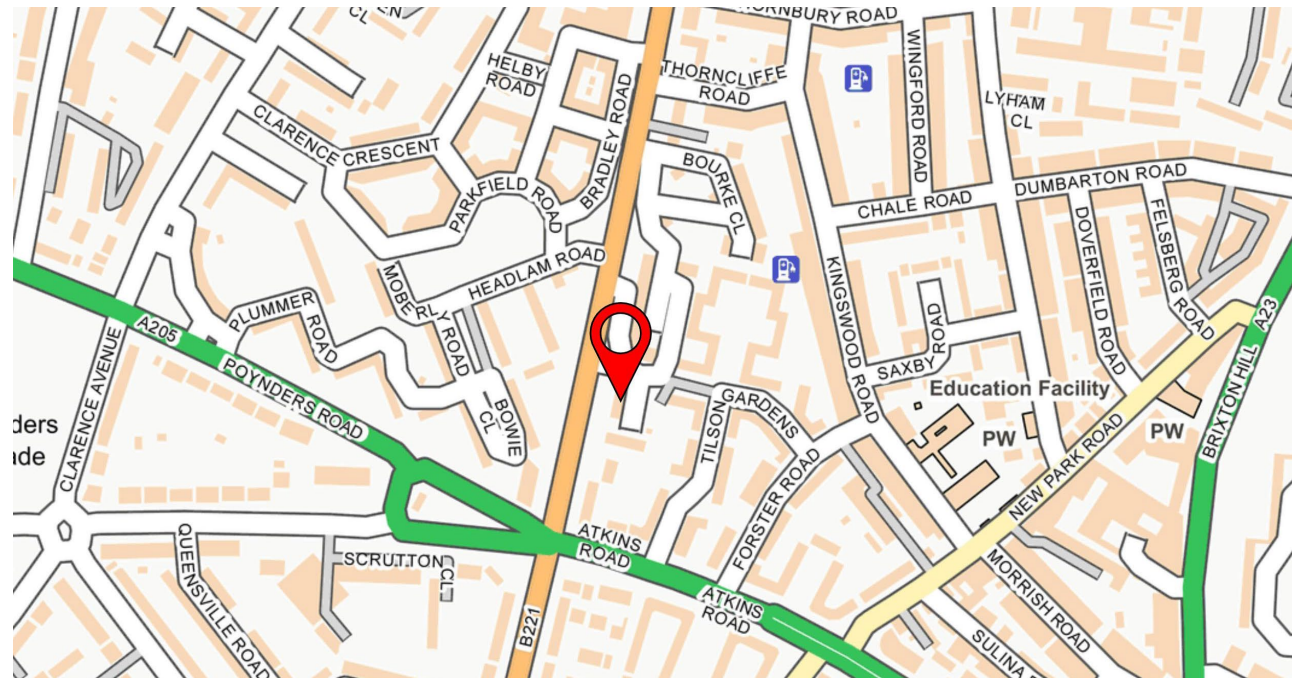 THORNBURY ROAD
EN
CL
HELBY
ROAD
THORNCLIFFE
ROAD
WINGFORD ROAD
LYHAM
CL
CLARENCE CRESCENT
BRADLEY ROAD
BOURKE CL
PARKFIELD ROAD
CHALE ROAD
DUMBARTON ROAD
DOVERFIELD ROAD
FELSBERG ROAD
HEADLAM ROAD
MOBERLY ROAD
PLUMMER
ROAD
KINGSWOOD ROAD
A23
A205
POYNDERS ROAD
CLARENCE AVENUE
SAXBY ROAD
Education Facility
BRIXTON HILL
BOWIE
CL
TILSON GARDENS
PW
PW
ders
ade
NEW PARK ROAD
FORSTER ROAD
ATKINS
ROAD
SCRUTTON CL
QUEENSVILLE ROAD
ATKINS
ROAD
B221
MORRISH ROAD
SULINA